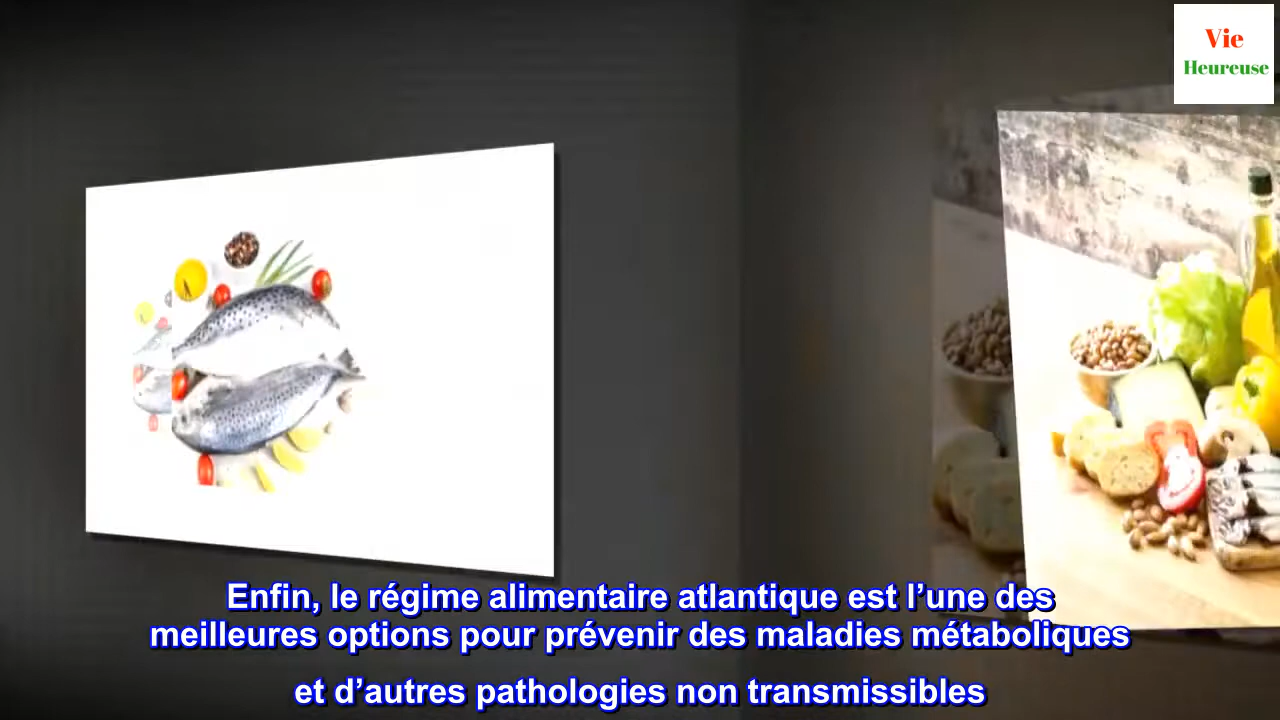 Vie
Heureuse
Enfin, le régime alimentaire atlantique est l’une des
meilleures options pour prévenir des maladies métaboliques
et d’autres pathologies non transmissibles